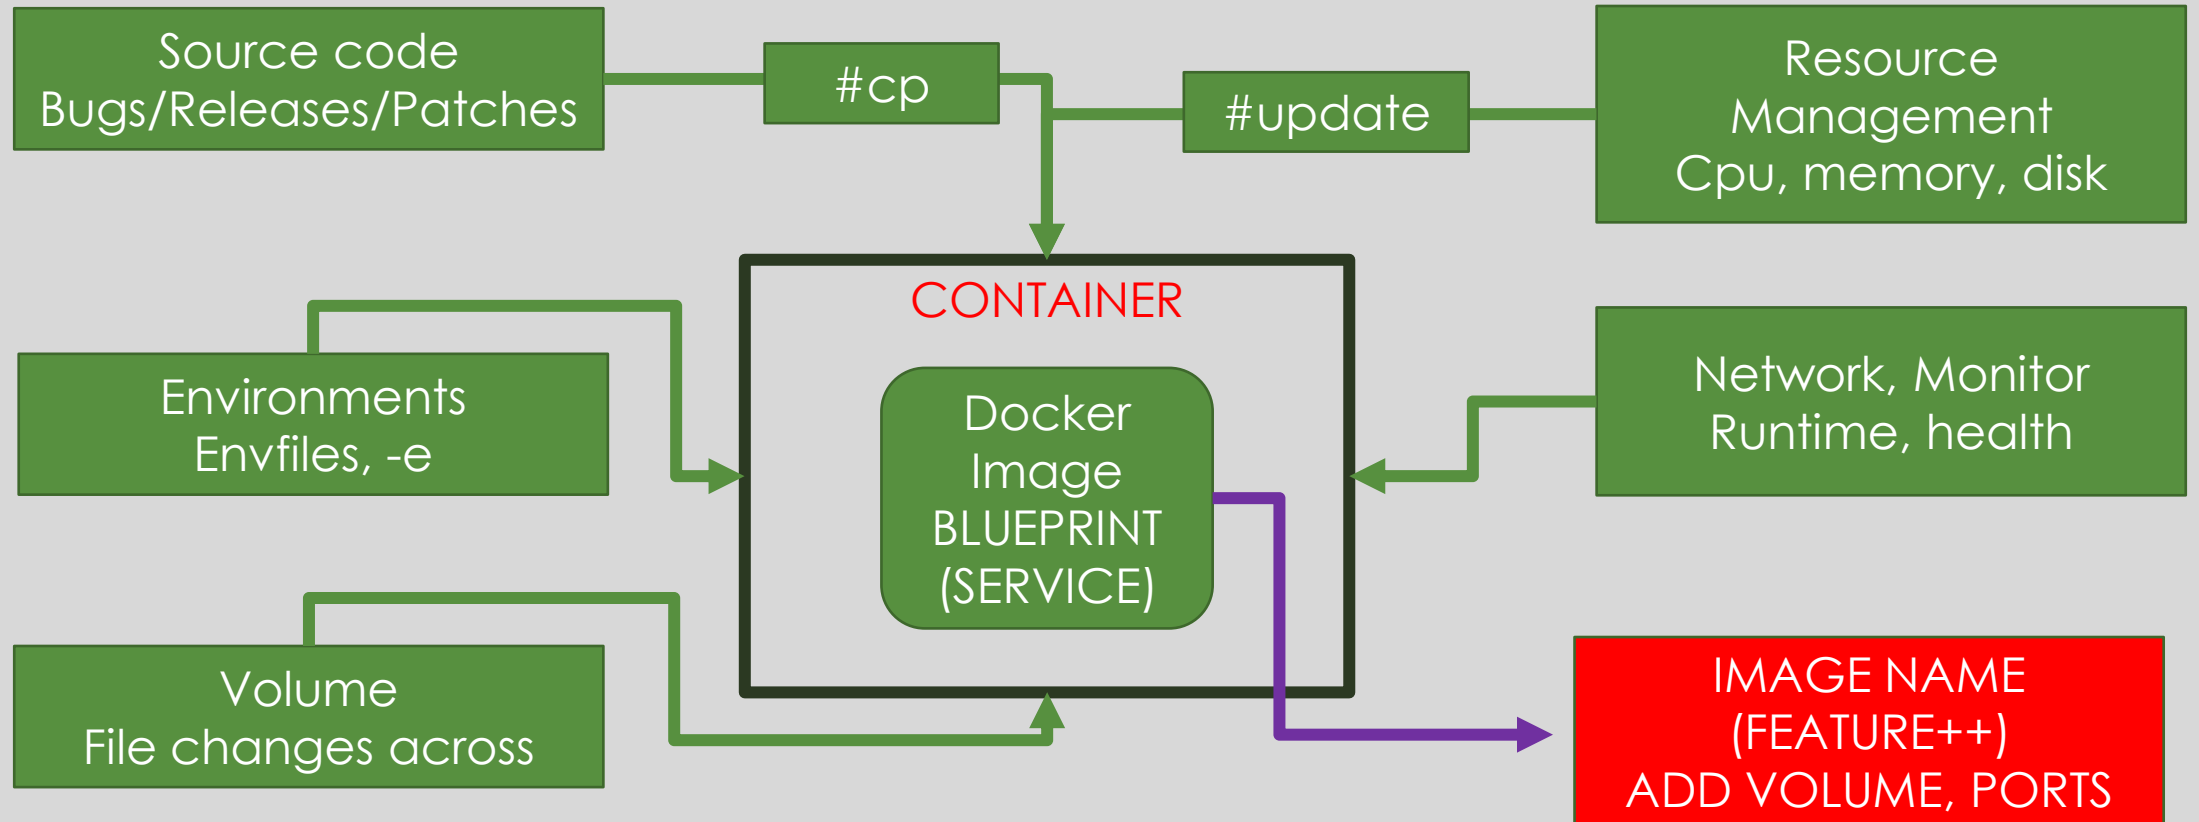 Source code
Bugs/Releases/Patches
#cp
#update
Resource
Management
Cpu, memory, disk
CONTAINER
Environments
Envfiles, -e
Docker
Image
BLUEPRINT
(SERVICE)
Network, Monitor
Runtime, health
Volume
File changes across
IMAGE NAME
(FEATURE++)
ADD VOLUME, PORTS